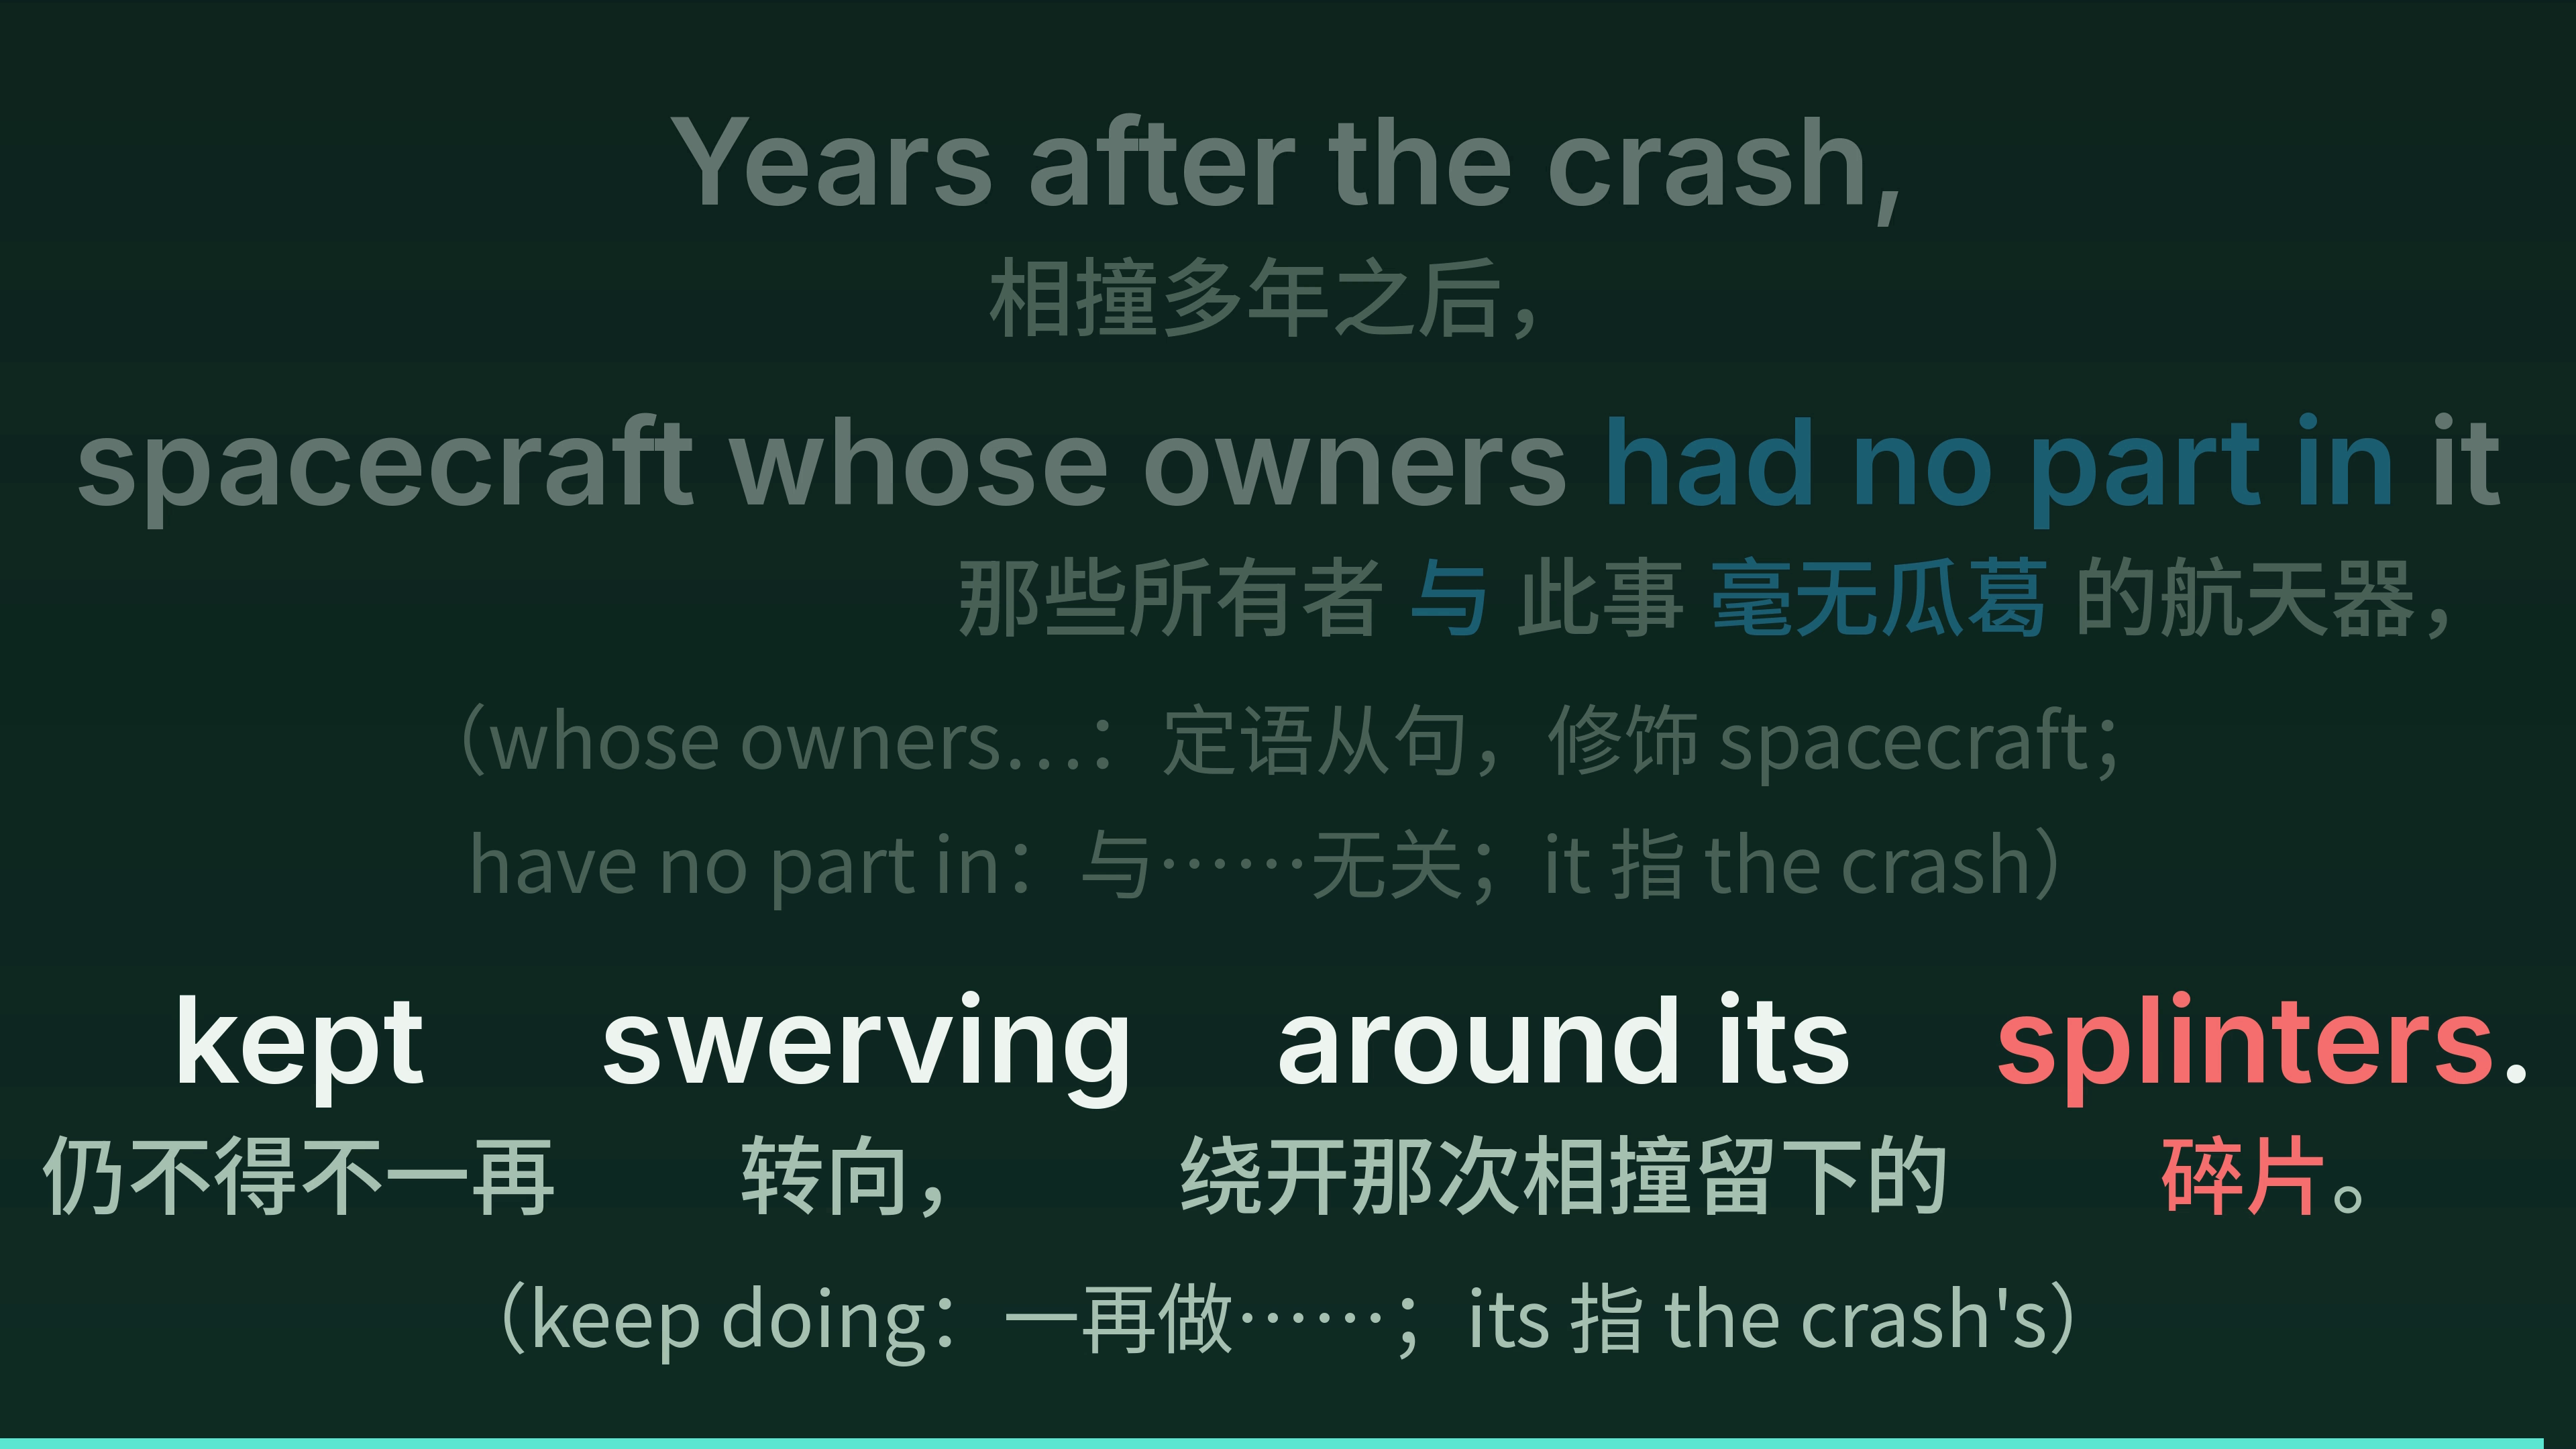 Years after the crash,
相撞多年之后，
spacecraft whose owners had no part in it
那些所有者 与 此事 毫无瓜葛 的航天器，
（whose owners…：定语从句，修饰 spacecraft；
have no part in：与……无关；it 指 the crash）
kept swerving around its splinters.
仍不得不一再 转向， 绕开那次相撞留下的 碎片。
（keep doing：一再做……；its 指 the crash's）